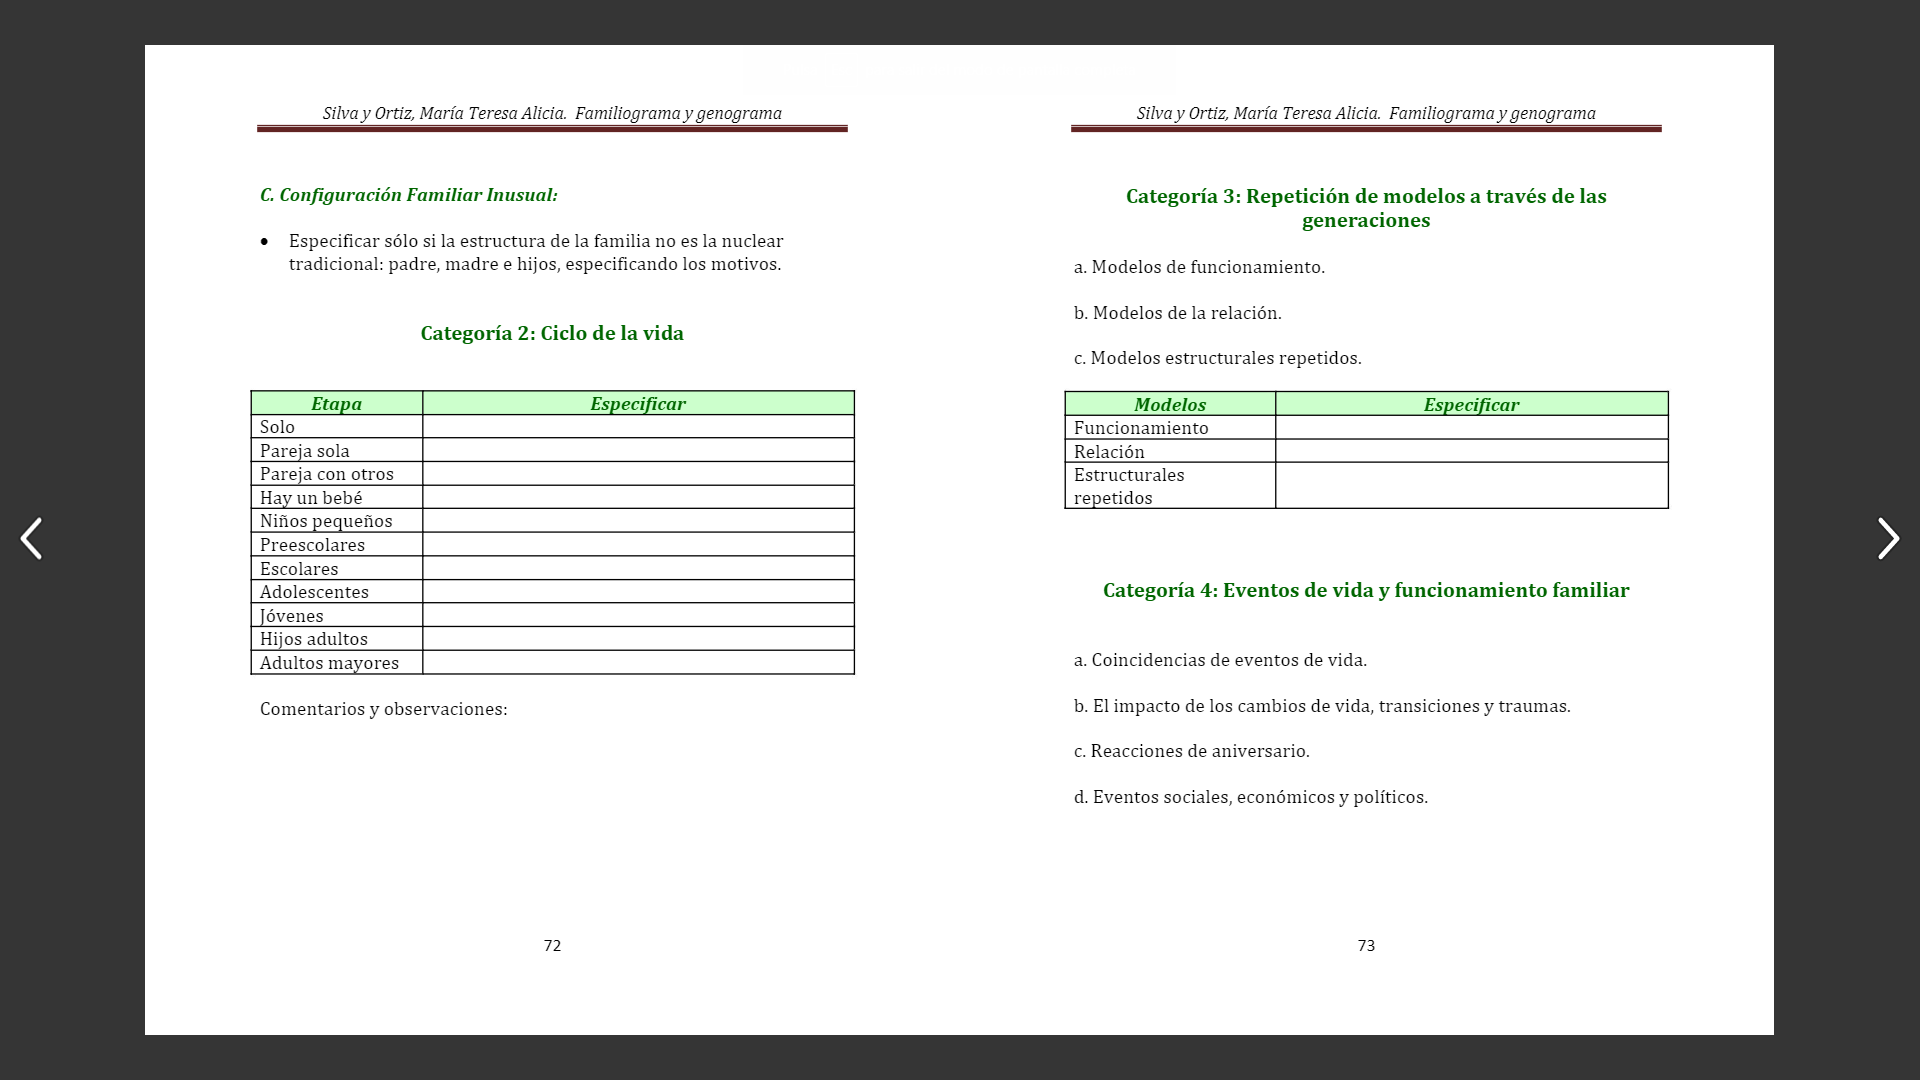 Silva y Ortiz, María Teresa Alicia. Familiograma y genograma
C. Configuración Familiar Inusual:
• Especificar sólo si la estructura de la familia no es la nuclear
tradicional: padre, madre e hijos, especificando los motivos.
Categoría 2: Ciclo de la vida
Etapa Especificar
Solo
Pareja sola
Pareja con otros
Hay un bebé
Niños pequeños
Preescolares
Escolares
Adolescentes
Jóvenes
Hijos adultos
Adultos mayores
Comentarios y observaciones:
72
Silva y Ortiz, María Teresa Alicia. Familiograma y genograma
Categoría 3: Repetición de modelos a través de las
generaciones
a. Modelos de funcionamiento.
b. Modelos de la relación.
c. Modelos estructurales repetidos.
Modelos Especificar
Funcionamiento
Relación
Estructurales
repetidos
Categoría 4: Eventos de vida y funcionamiento familiar
a. Coincidencias de eventos de vida.
b. El impacto de los cambios de vida, transiciones y traumas.
c. Reacciones de aniversario.
d. Eventos sociales, económicos y políticos.
73